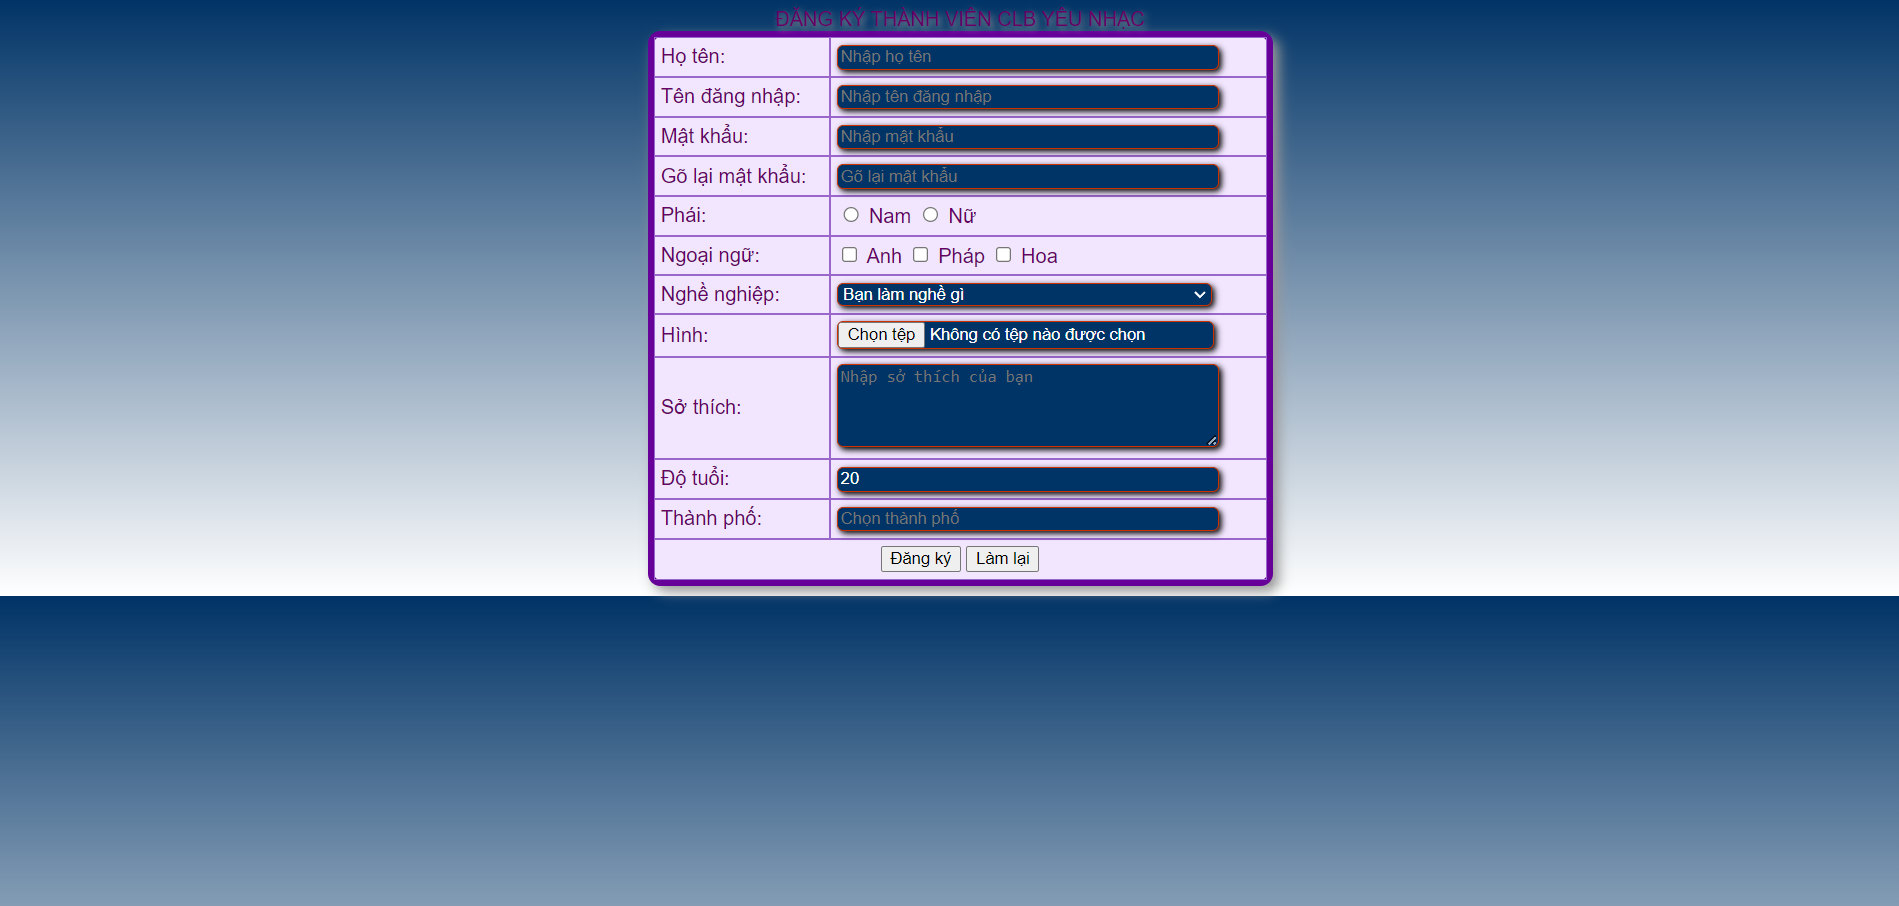 ĐĂNG KÝ THÀNH VIÊN CLB YÊU NHẠC
Họ tên: Nhập họ tên
Tên đăng nhập: Nhập tên đăng nhập
Mật khẩu: Nhập mật khẩu
Gõ lại mật khẩu: Gõ lại mật khẩu
Phái: Nam Nữ
Ngoại ngữ: Anh Pháp Hoa
Nghề nghiệp: Bạn làm nghề gì
Hình: Chọn tệp Không có tệp nào được chọn
Sở thích: Nhập sở thích của bạn
Độ tuổi: 20
Thành phố: Chọn thành phố
Đăng ký Làm lại